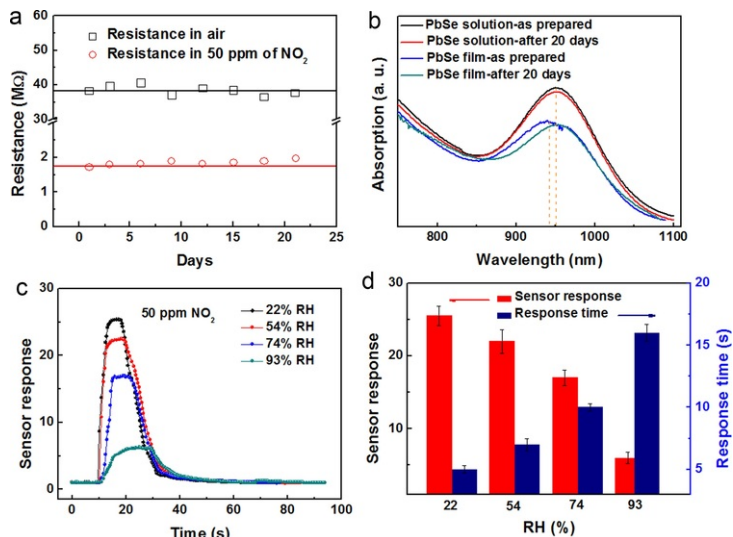 a
Resistance in air
Resistance in 50 ppm of NO2
60
50
40
30
2
1
0
Resistance (MΩ)
0 5 10 15 20 25
Days
b
PbSe solution-as prepared
PbSe solution-after 20 days
PbSe film-as prepared
PbSe film-after 20 days
Absorption (a. u.)
800 900 1000 1100
Wavelength (nm)
c
50 ppm NO2
22% RH
54% RH
74% RH
93% RH
30
20
10
0
Sensor response
0 20 40 60 80 100
Time (s)
d
Sensor response
Response time
30
25
20
15
10
5
Sensor response
20
15
10
5
Response time (s)
22 54 74 93
RH (%)